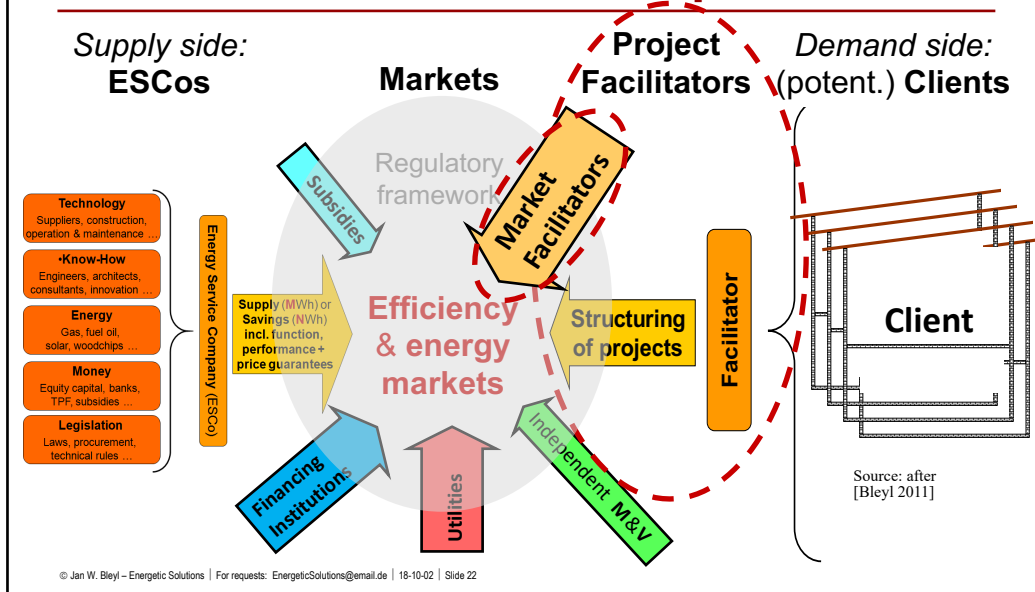 Supply side:
ESCos
Markets
Project
Facilitators
Demand side:
(potent.) Clients
Regulatory
framework
Subsidies
Market
Facilitators
Technology
Suppliers, construction,
operation & maintenance …
•Know-How
Engineers, architects,
consultants, innovation …
Energy
Gas, fuel oil,
solar, woodchips …
Money
Equity capital, banks,
TPF, subsidies …
Legislation
Laws, procurement,
technical rules …
Energy Service Company (ESCo)
Supply (MWh) or
Savings (NWh)
incl. function,
performance +
price guarantees
Efficiency
& energy
markets
Structuring
of projects
Facilitator
Client
Financing
Institutions
Utilities
Independent M&V
Source: after
[Bleyl 2011]
© Jan W. Bleyl – Energetic Solutions | For requests: EnergeticSolutions@email.de | 18-10-02 | Slide 22